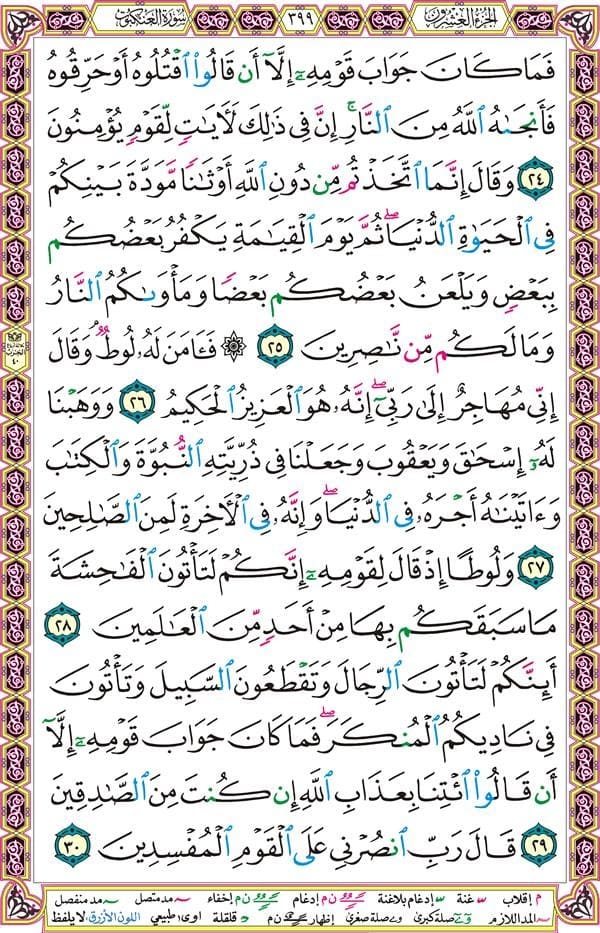 الجزء العشرون ٣٩٩ سورة العنكبوت
فَمَا كَانَ جَوَابَ قَوْمِهِۦٓ إِلَّآ أَن قَالُوا۟ ٱقْتُلُوهُ أَوْ حَرِّقُوهُ
فَأَنجَىٰهُ ٱللَّهُ مِنَ ٱلنَّارِ ۚ إِنَّ فِى ذَٰلِكَ لَـَٔايَـٰتٍ لِّقَوْمٍ يُؤْمِنُونَ
٢٤ وَقَالَ إِنَّمَا ٱتَّخَذْتُم مِّن دُونِ ٱللَّهِ أَوْثَـٰنًا مَّوَدَّةَ بَيْنِكُمْ
فِى ٱلْحَيَوٰةِ ٱلدُّنْيَا ۖ ثُمَّ يَوْمَ ٱلْقِيَـٰمَةِ يَكْفُرُ بَعْضُكُم
بِبَعْضٍ وَيَلْعَنُ بَعْضُكُم بَعْضًا وَمَأْوَىٰكُمُ ٱلنَّارُ
وَمَا لَكُم مِّن نَّـٰصِرِينَ ٢٥ ۞ فَـَٔامَنَ لَهُۥ لُوطٌ ۘ وَقَالَ
إِنِّى مُهَاجِرٌ إِلَىٰ رَبِّىٓ ۖ إِنَّهُۥ هُوَ ٱلْعَزِيزُ ٱلْحَكِيمُ ٢٦ وَوَهَبْنَا
لَهُۥٓ إِسْحَـٰقَ وَيَعْقُوبَ وَجَعَلْنَا فِى ذُرِّيَّتِهِ ٱلنُّبُوَّةَ وَٱلْكِتَـٰبَ
وَءَاتَيْنَـٰهُ أَجْرَهُۥ فِى ٱلدُّنْيَا ۖ وَإِنَّهُۥ فِى ٱلْـَٔاخِرَةِ لَمِنَ ٱلصَّـٰلِحِينَ
٢٧ وَلُوطًا إِذْ قَالَ لِقَوْمِهِۦٓ إِنَّكُمْ لَتَأْتُونَ ٱلْفَـٰحِشَةَ
مَا سَبَقَكُم بِهَا مِنْ أَحَدٍ مِّنَ ٱلْعَـٰلَمِينَ ٢٨
أَئِنَّكُمْ لَتَأْتُونَ ٱلرِّجَالَ وَتَقْطَعُونَ ٱلسَّبِيلَ وَتَأْتُونَ
فِى نَادِيكُمُ ٱلْمُنكَرَ ۖ فَمَا كَانَ جَوَابَ قَوْمِهِۦٓ إِلَّآ
أَن قَالُوا۟ ٱئْتِنَا بِعَذَابِ ٱللَّهِ إِن كُنتَ مِنَ ٱلصَّـٰدِقِينَ
٢٩ قَالَ رَبِّ ٱنصُرْنِى عَلَى ٱلْقَوْمِ ٱلْمُفْسِدِينَ ٣٠
م إقلاب غنة إدغام بلاغنة ن م إدغام ن م إخفاء مد متصل مد منفصل
المد اللازم صلة كبرى صلة صغرى إظهار ن م قلقلة اوى طبيعي اللون الأزرق لا يلفظ